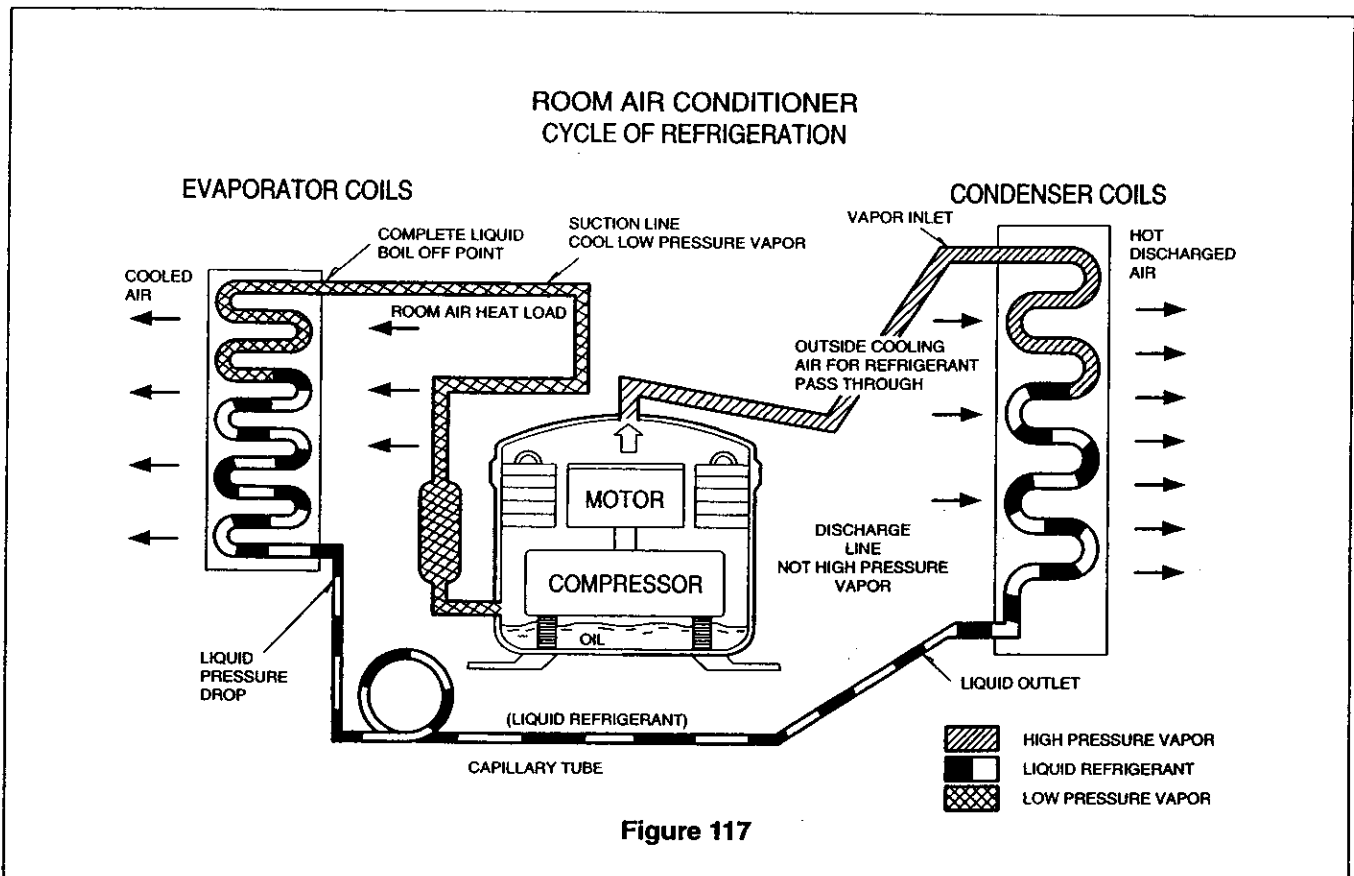 ROOM AIR CONDITIONER
CYCLE OF REFRIGERATION
EVAPORATOR COILS
CONDENSER COILS
COMPLETE LIQUID
BOIL OFF POINT
SUCTION LINE
COOL LOW PRESSURE VAPOR
VAPOR INLET
HOT
DISCHARGED
AIR
COOLED
AIR
ROOM AIR HEAT LOAD
OUTSIDE COOLING
AIR FOR REFRIGERANT
PASS THROUGH
MOTOR
COMPRESSOR
OIL
DISCHARGE
LINE
NOT HIGH PRESSURE
VAPOR
LIQUID
PRESSURE
DROP
LIQUID OUTLET
(LIQUID REFRIGERANT)
CAPILLARY TUBE
HIGH PRESSURE VAPOR
LIQUID REFRIGERANT
LOW PRESSURE VAPOR
Figure 117